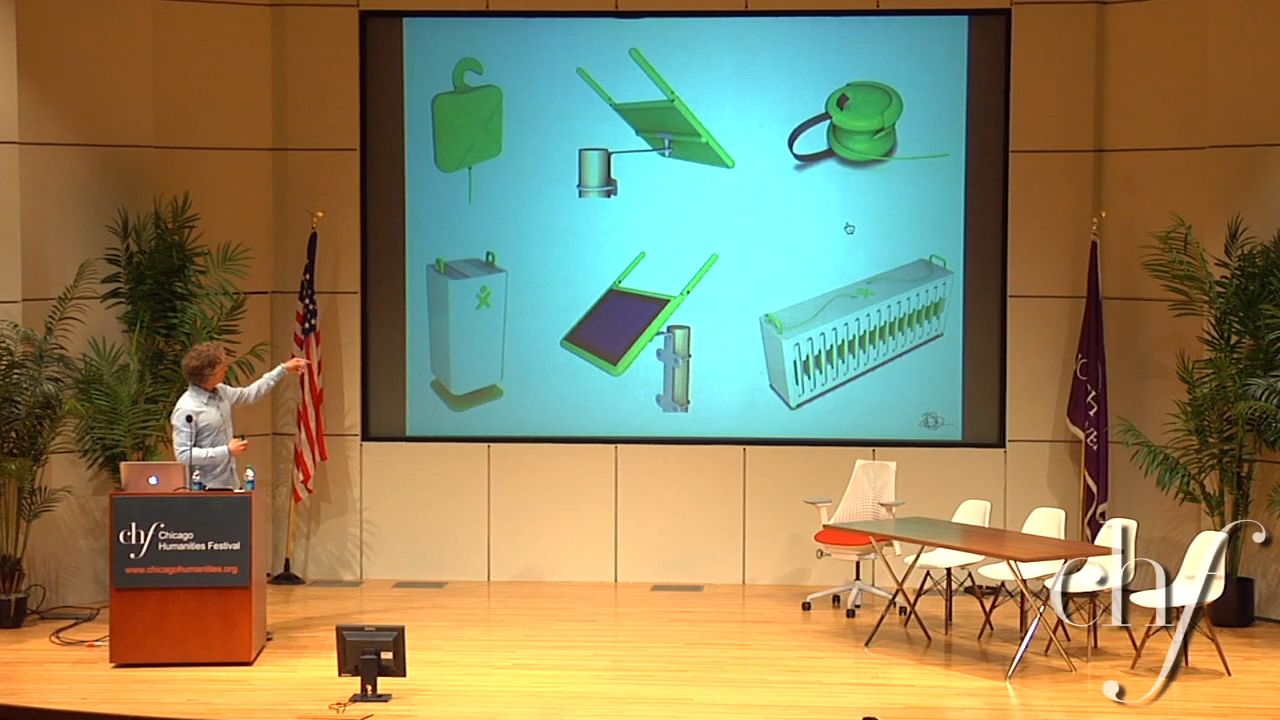 chf Chicago
Humanities Festival
www.chicagohumanities.org
chf